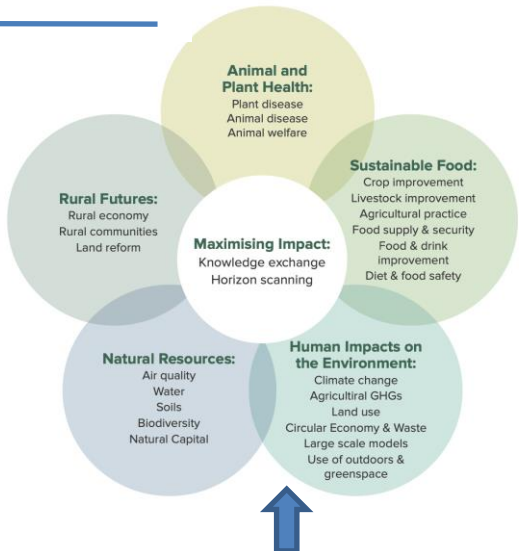 Animal and
Plant Health:
Plant disease
Animal disease
Animal welfare
Sustainable Food:
Crop improvement
Livestock improvement
Agricultural practice
Food supply & security
Food & drink
improvement
Diet & food safety
Rural Futures:
Rural economy
Rural communities
Land reform
Maximising Impact:
Knowledge exchange
Horizon scanning
Natural Resources:
Air quality
Water
Soils
Biodiversity
Natural Capital
Human Impacts on
the Environment:
Climate change
Agricultiral GHGs
Land use
Circular Economy & Waste
Large scale models
Use of outdoors &
greenspace